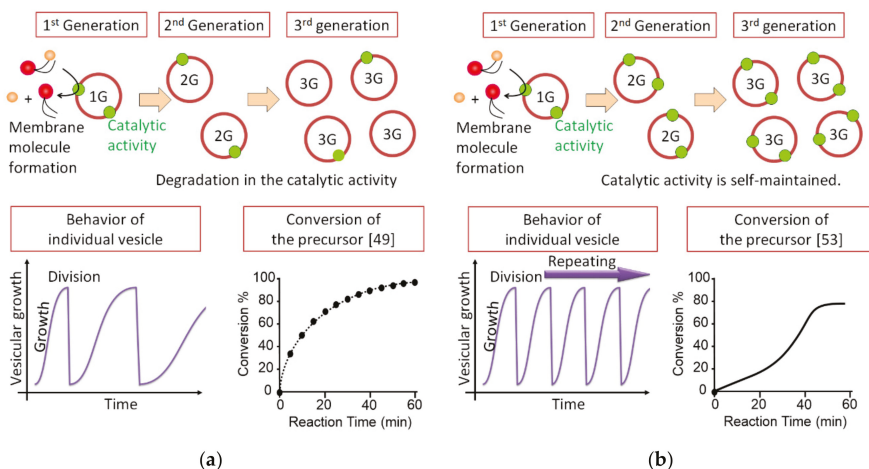 1st Generation
2nd Generation
3rd generation
+
1G
2G
2G
3G
3G
3G
3G
Membrane
molecule
formation
Catalytic
activity
Degradation in the catalytic activity
Behavior of
individual vesicle
Vesicular growth
Growth
Division
Time
Conversion of
the precursor [49]
Conversion %
100
80
60
40
20
0
0
20
40
60
Reaction Time (min)
(a)
1st Generation
2nd Generation
3rd generation
+
1G
2G
2G
3G
3G
3G
3G
Membrane
molecule
formation
Catalytic
activity
Catalytic activity is self-maintained.
Behavior of
individual vesicle
Repeating
Division
Vesicular growth
Growth
Time
Conversion of
the precursor [53]
Conversion %
100
80
60
40
20
0
0
20
40
60
Reaction Time (min)
(b)